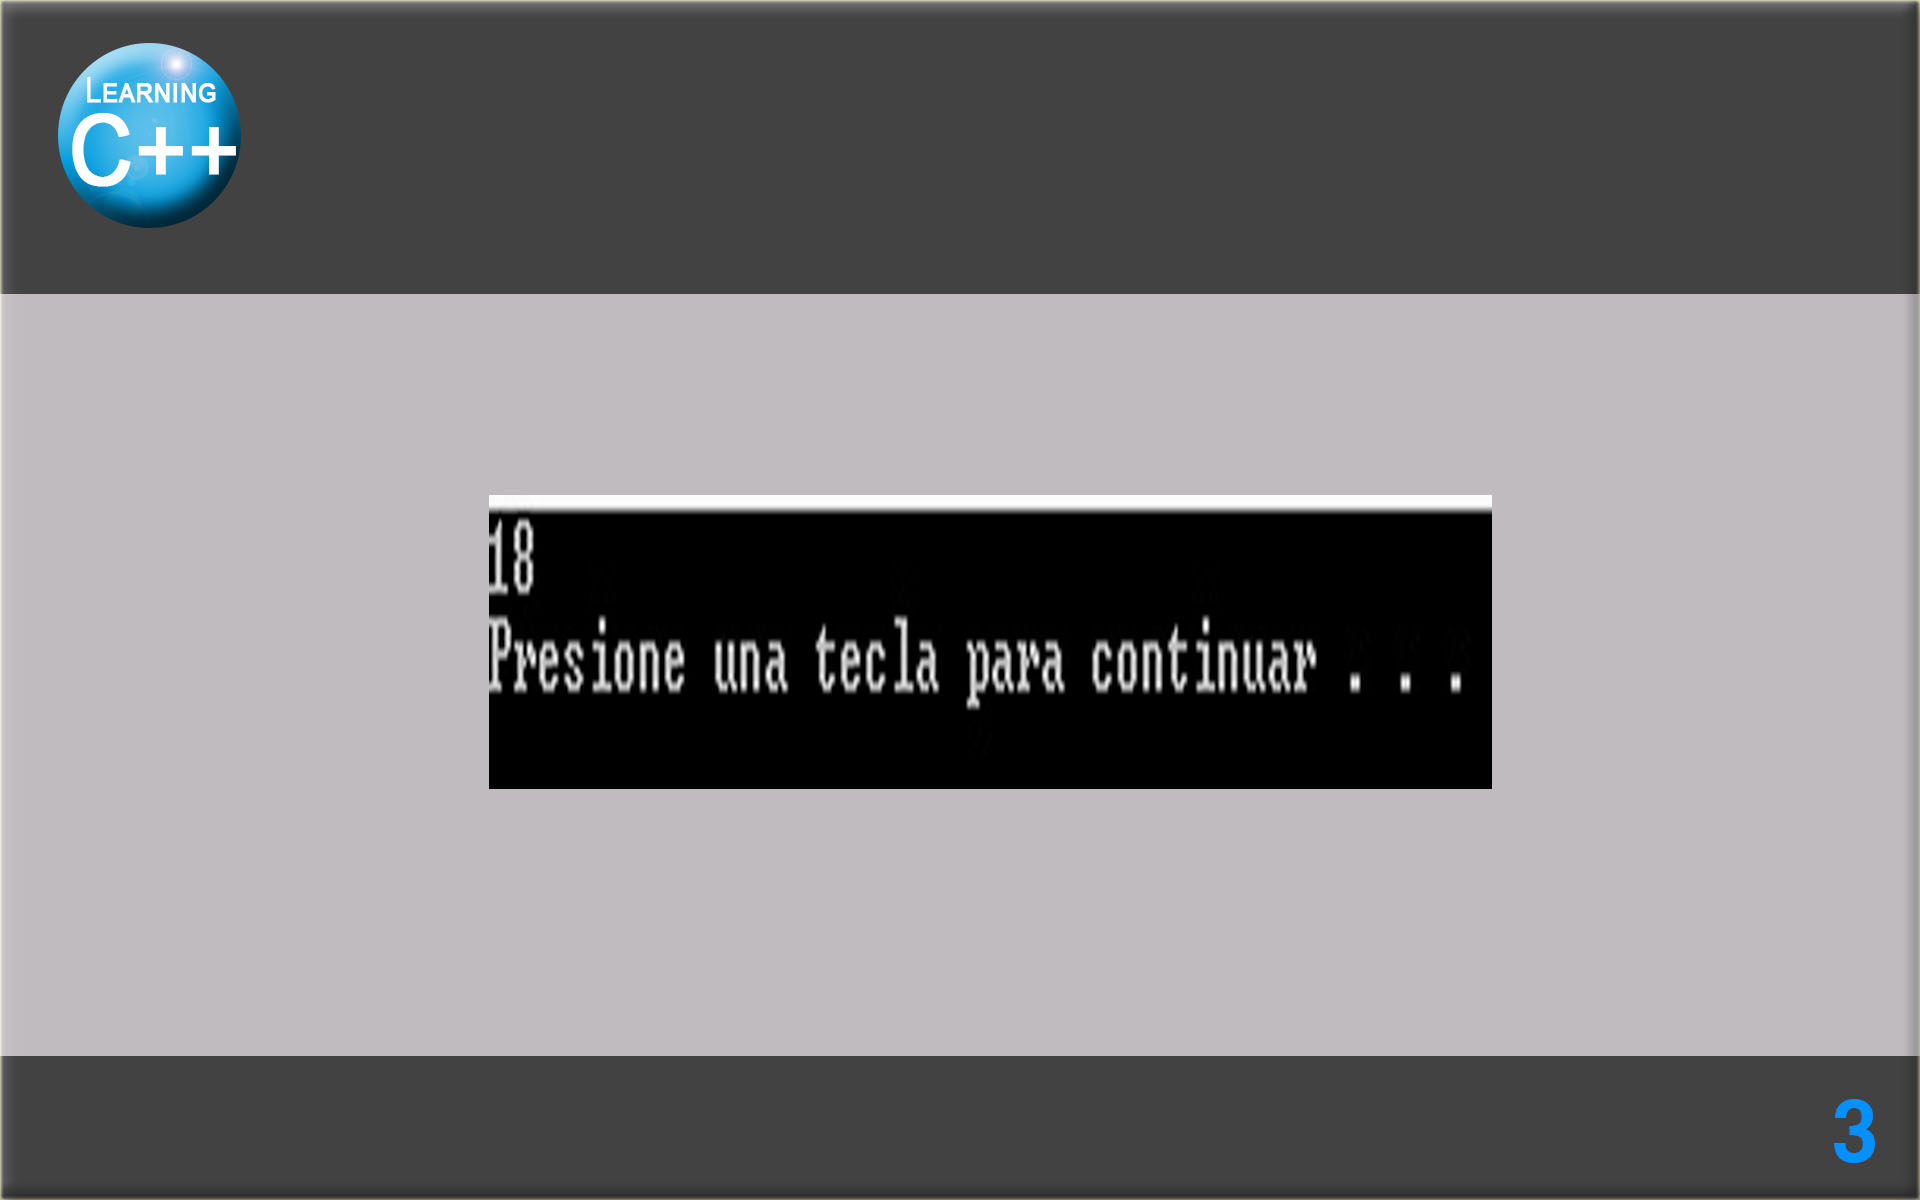 LEARNING
C++
18
Presione una tecla para continuar . . .
3